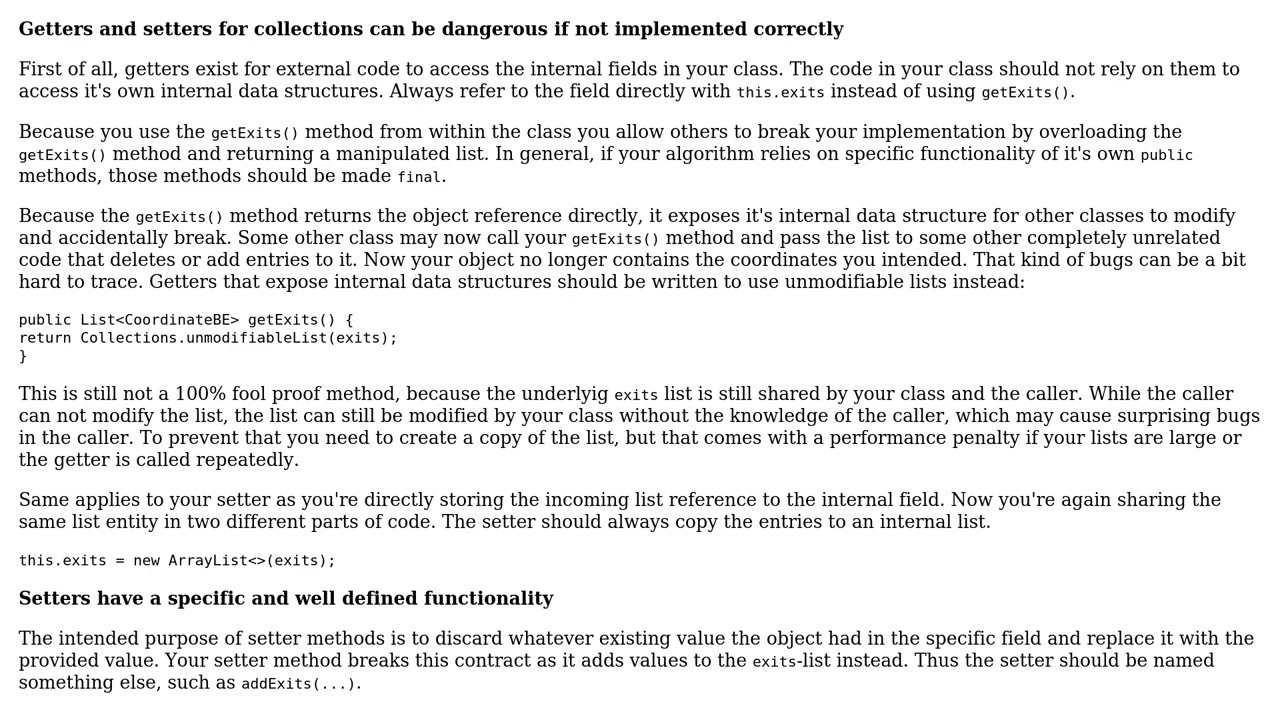 Getters and setters for collections can be dangerous if not implemented correctly
First of all, getters exist for external code to access the internal fields in your class. The code in your class should not rely on them to
access it's own internal data structures. Always refer to the field directly with this.exits instead of using getExits().
Because you use the getExits() method from within the class you allow others to break your implementation by overloading the
getExits() method and returning a manipulated list. In general, if your algorithm relies on specific functionality of it's own public
methods, those methods should be made final.
Because the getExits() method returns the object reference directly, it exposes it's internal data structure for other classes to modify
and accidentally break. Some other class may now call your getExits() method and pass the list to some other completely unrelated
code that deletes or add entries to it. Now your object no longer contains the coordinates you intended. That kind of bugs can be a bit
hard to trace. Getters that expose internal data structures should be written to use unmodifiable lists instead:
public List<CoordinateBE> getExits() {
return Collections.unmodifiableList(exits);
}
This is still not a 100% fool proof method, because the underlyig exits list is still shared by your class and the caller. While the caller
can not modify the list, the list can still be modified by your class without the knowledge of the caller, which may cause surprising bugs
in the caller. To prevent that you need to create a copy of the list, but that comes with a performance penalty if your lists are large or
the getter is called repeatedly.
Same applies to your setter as you're directly storing the incoming list reference to the internal field. Now you're again sharing the
same list entity in two different parts of code. The setter should always copy the entries to an internal list.
this.exits = new ArrayList<>(exits);
Setters have a specific and well defined functionality
The intended purpose of setter methods is to discard whatever existing value the object had in the specific field and replace it with the
provided value. Your setter method breaks this contract as it adds values to the exits-list instead. Thus the setter should be named
something else, such as addExits(...).